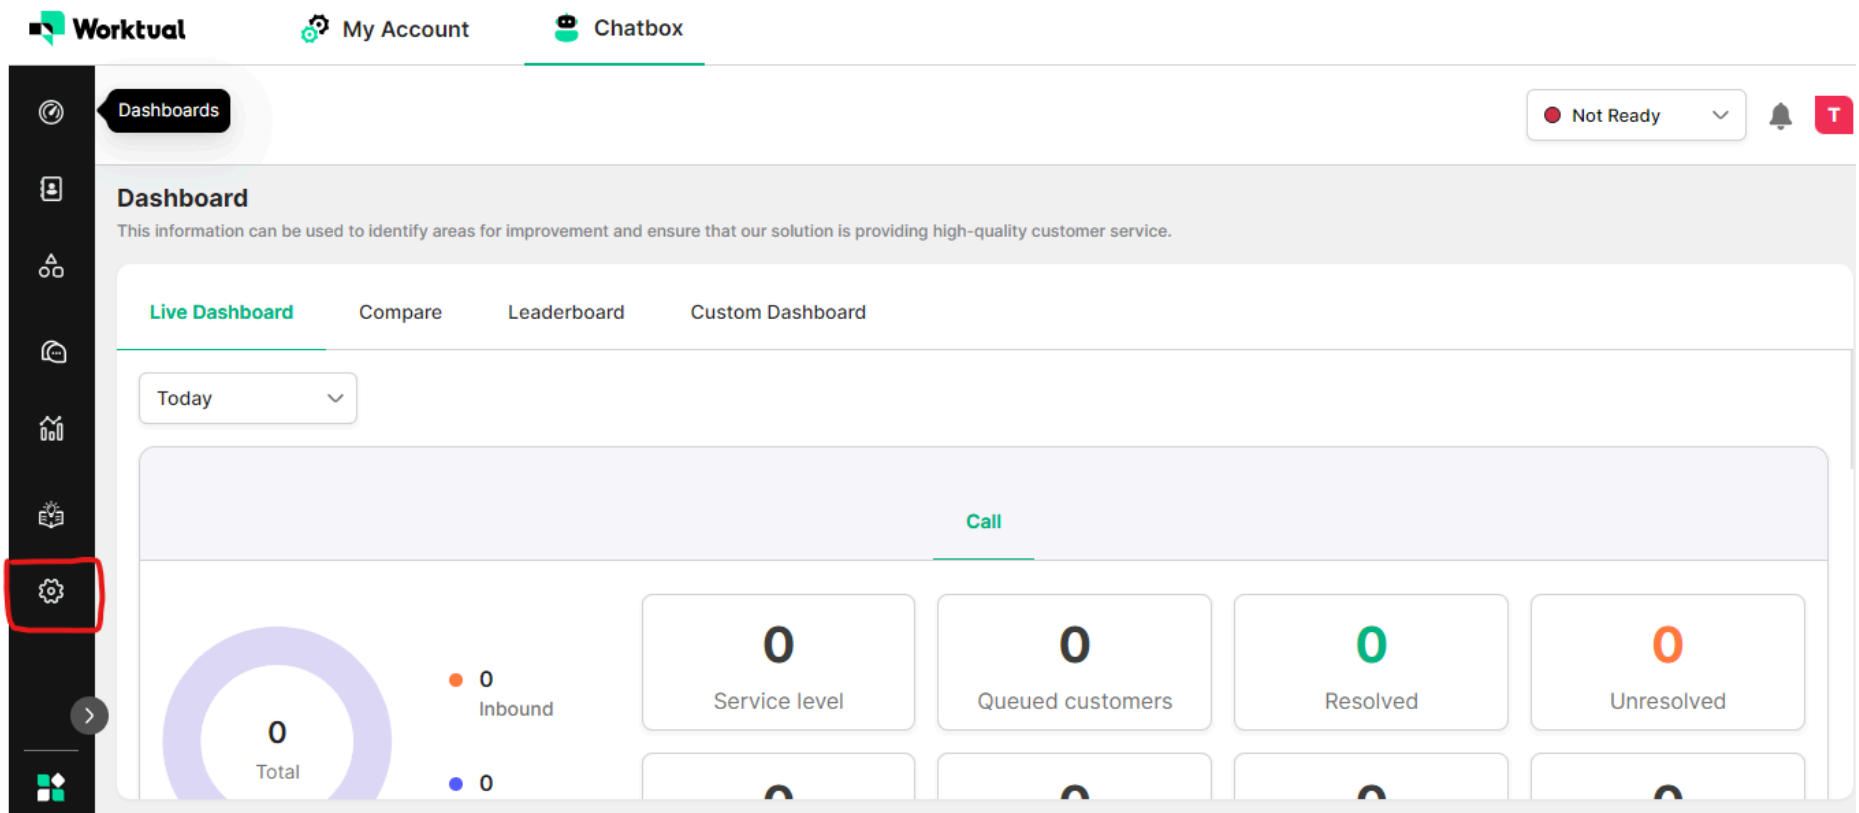 Worktual
My Account
Chatbox
Dashboards
Not Ready
T
Dashboard
This information can be used to identify areas for improvement and ensure that our solution is providing high-quality customer service.
Live Dashboard
Compare
Leaderboard
Custom Dashboard
Today
Call
0
Total
0
Inbound
0
0
Service level
0
Queued customers
0
Resolved
0
Unresolved